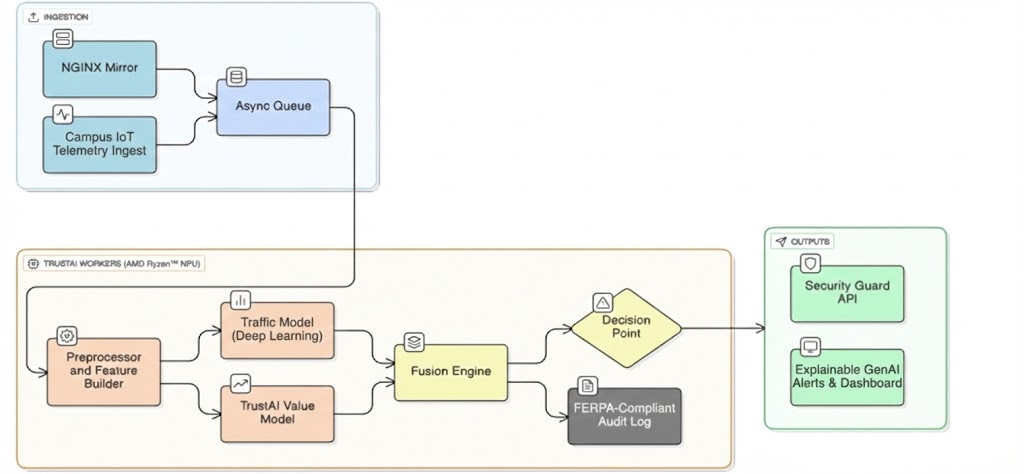 INGESTION
NGINX Mirror
Campus IoT
Telemetry Ingest
Async Queue
TRUSTAI WORKERS (AMD Ryzen™ NPU)
Preprocessor
and Feature
Builder
Traffic Model
(Deep Learning)
TrustAI Value
Model
Fusion Engine
Decision
Point
FERPA-Compliant
Audit Log
OUTPUTS
Security Guard
API
Explainable GenAI
Alerts & Dashboard